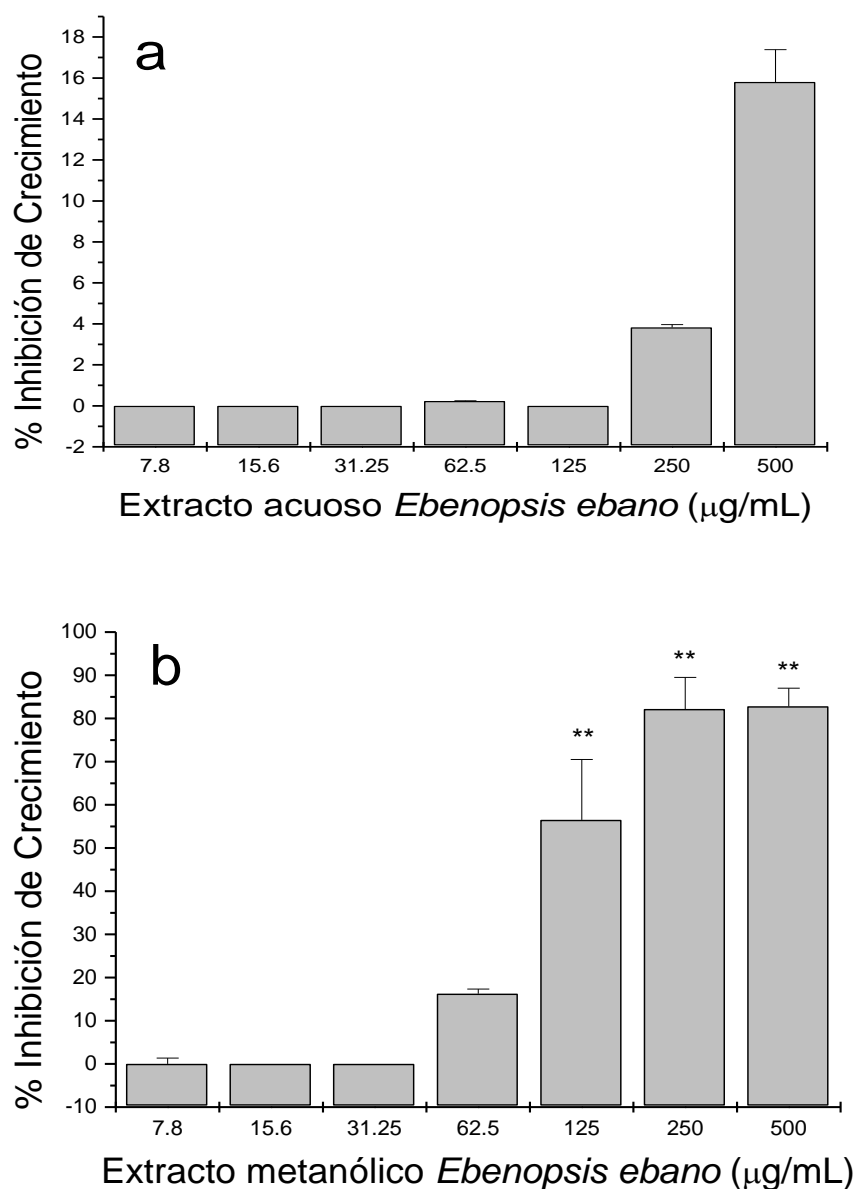 a
% Inhibición de Crecimiento
18
16
14
12
10
8
6
4
2
0
-2
7.8 15.6 31.25 62.5 125 250 500
Extracto acuoso Ebenopsis ebano (µg/mL)
b
% Inhibición de Crecimiento
100
90
80
70
60
50
40
30
20
10
0
-10
** ** **
7.8 15.6 31.25 62.5 125 250 500
Extracto metanólico Ebenopsis ebano (µg/mL)